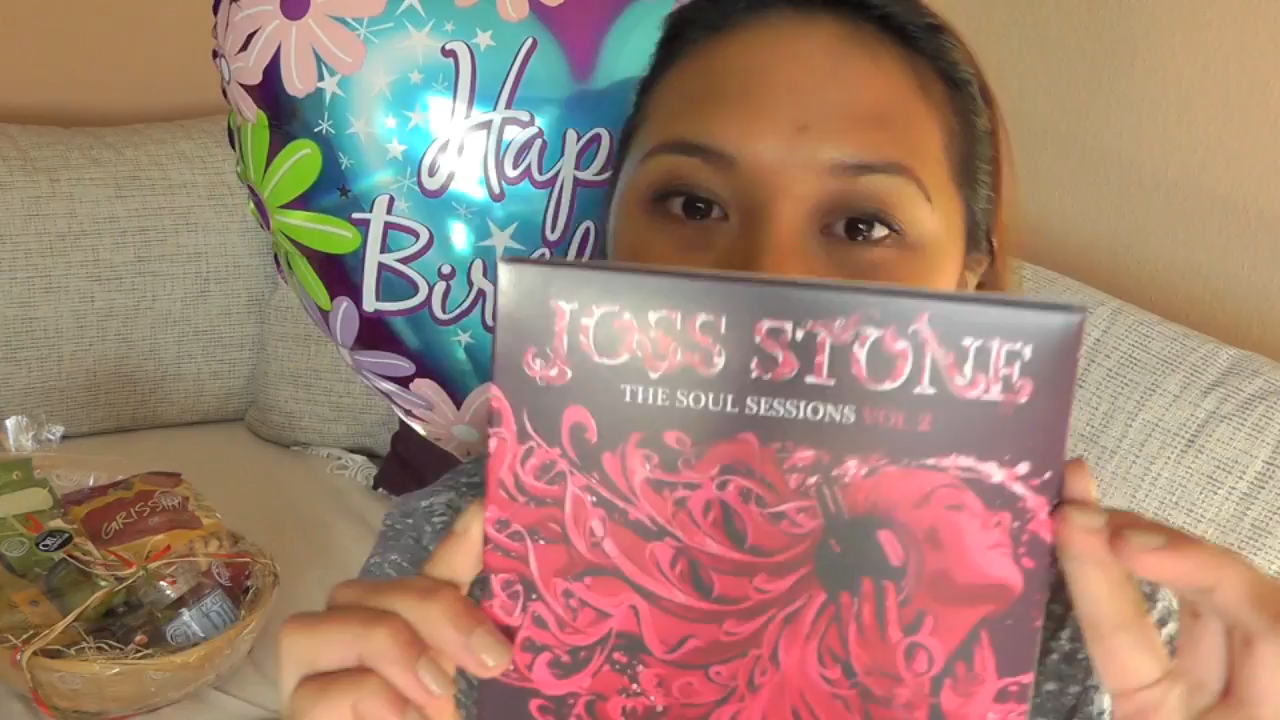 Hap
Bir
JOSS STONE
THE SOUL SESSIONS VOL 2
GRISSINI